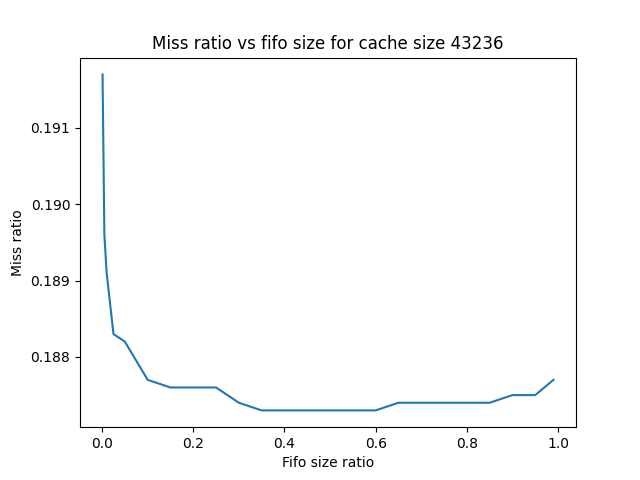 Miss ratio vs fifo size for cache size 43236
0.191
0.190
0.189
0.188
Miss ratio
0.0 0.2 0.4 0.6 0.8 1.0
Fifo size ratio